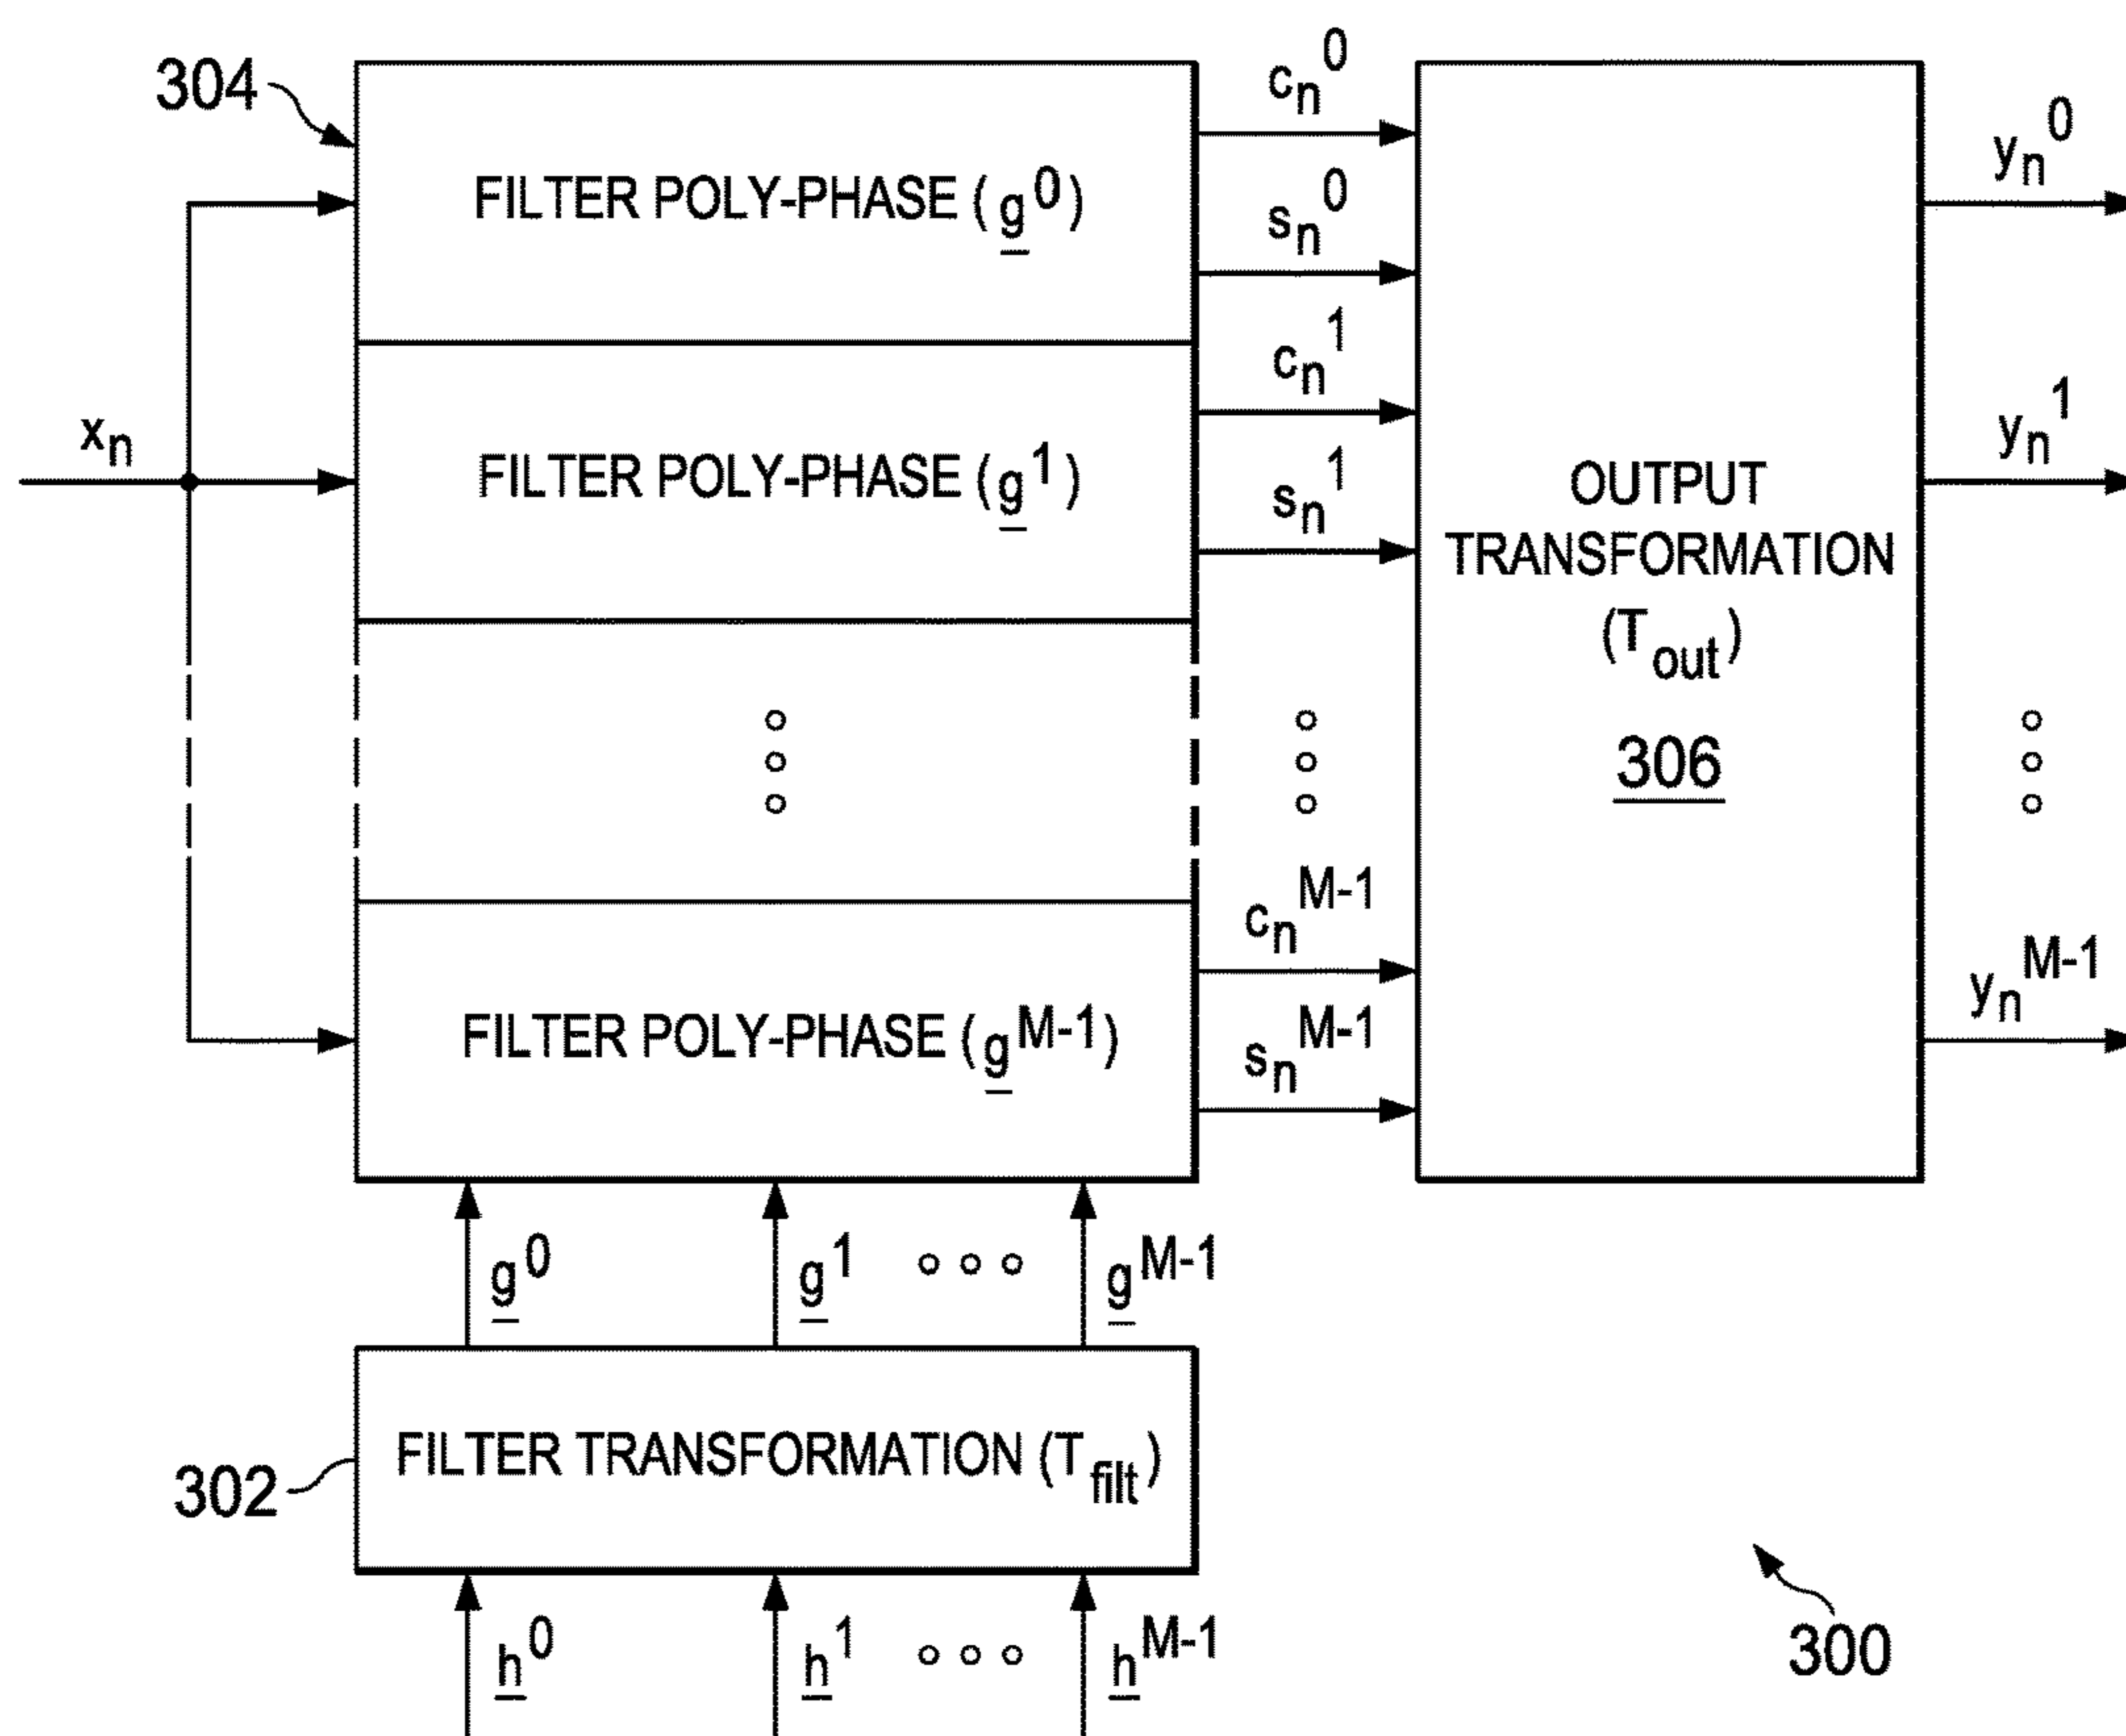 304
FILTER POLY-PHASE (g^0)
c_n^0
s_n^0
y_n^0
x_n
FILTER POLY-PHASE (g^1)
c_n^1
s_n^1
y_n^1
OUTPUT
TRANSFORMATION
(T_out)
306
FILTER POLY-PHASE (g^M-1)
c_n^M-1
s_n^M-1
y_n^M-1
g^0
g^1
g^M-1
302
FILTER TRANSFORMATION (T_filt)
h^0
h^1
h^M-1
300